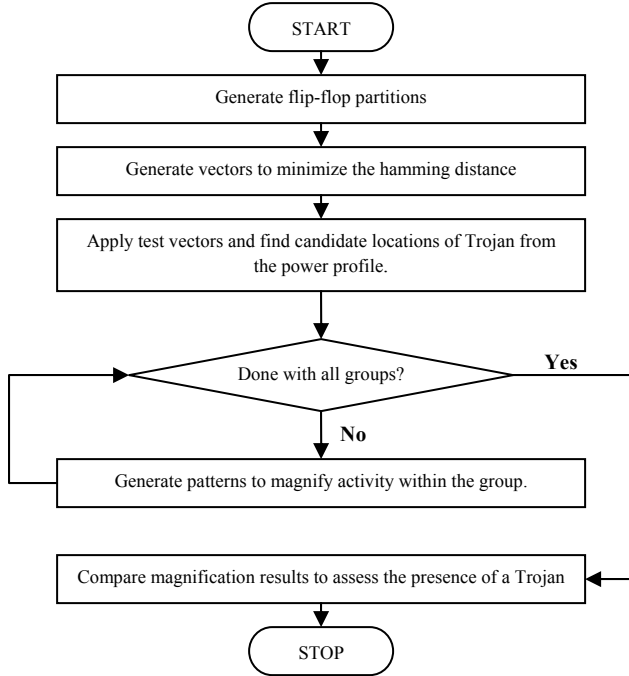 START
Generate flip-flop partitions
Generate vectors to minimize the hamming distance
Apply test vectors and find candidate locations of Trojan from
the power profile.
Done with all groups?
Yes
No
Generate patterns to magnify activity within the group.
Compare magnification results to assess the presence of a Trojan
STOP